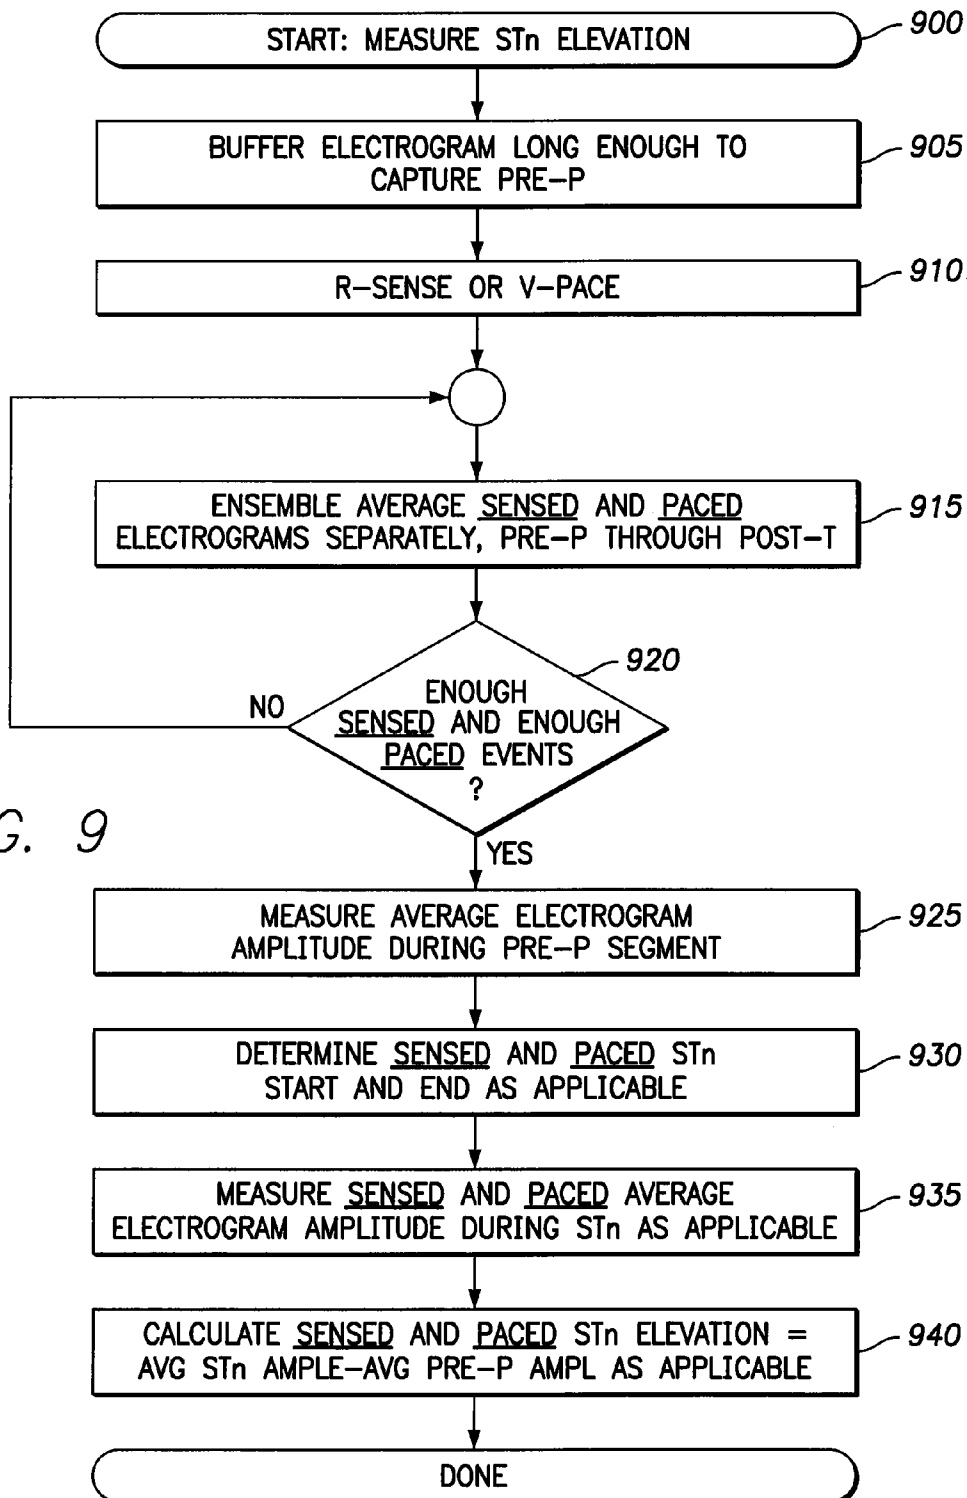 START: MEASURE STn ELEVATION
900
BUFFER ELECTROGRAM LONG ENOUGH TO
CAPTURE PRE-P
905
R-SENSE OR V-PACE
910
ENSEMBLE AVERAGE SENSED AND PACED
ELECTROGRAMS SEPARATELY, PRE-P THROUGH POST-T
915
920
ENOUGH
SENSED AND ENOUGH
PACED EVENTS
?
NO
G. 9
YES
MEASURE AVERAGE ELECTROGRAM
AMPLITUDE DURING PRE-P SEGMENT
925
DETERMINE SENSED AND PACED STn
START AND END AS APPLICABLE
930
MEASURE SENSED AND PACED AVERAGE
ELECTROGRAM AMPLITUDE DURING STn AS APPLICABLE
935
CALCULATE SENSED AND PACED STn ELEVATION =
AVG STn AMPLE-AVG PRE-P AMPL AS APPLICABLE
940
DONE